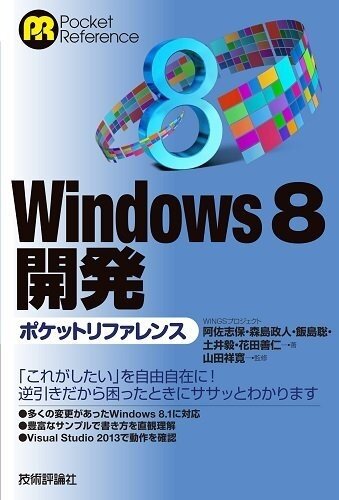 PR Pocket
Reference
8
Windows 8
開発
ポケットリファレンス
WINGSプロジェクト
阿佐志保・森島政人・飯島聡・
土井毅・花田善仁―著
山田祥寛―監修
「これがしたい」を自由自在に!
逆引きだから困ったときにササッとわかります
●多くの変更があったWindows 8.1に対応
●豊富なサンプルで書き方を直観理解
●Visual Studio 2013で動作を確認
技術評論社